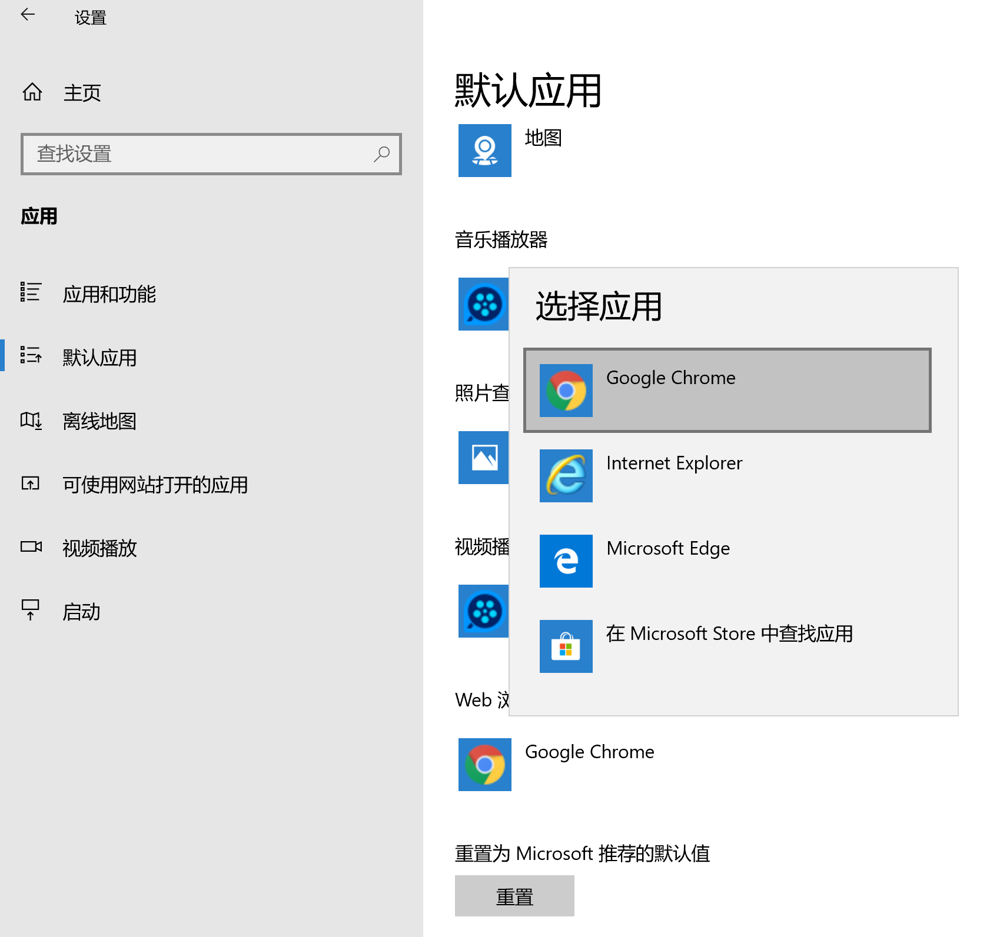 设置
主页
查找设置
应用
应用和功能
默认应用
离线地图
可使用网站打开的应用
视频播放
启动
默认应用
地图
音乐播放器
选择应用
Google Chrome
照片查
Internet Explorer
视频播
Microsoft Edge
在 Microsoft Store 中查找应用
Web 浏
Google Chrome
重置为 Microsoft 推荐的默认值
重置